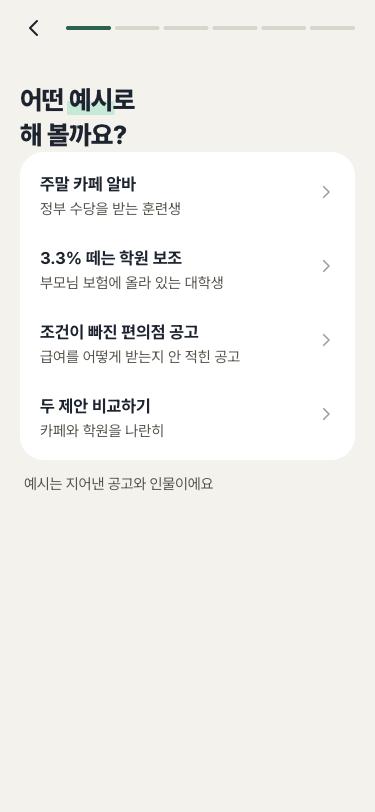 어떤 예시로
해 볼까요?
주말 카페 알바
정부 수당을 받는 훈련생
3.3% 떼는 학원 보조
부모님 보험에 올라 있는 대학생
조건이 빠진 편의점 공고
급여를 어떻게 받는지 안 적힌 공고
두 제안 비교하기
카페와 학원을 나란히
예시는 지어낸 공고와 인물이에요